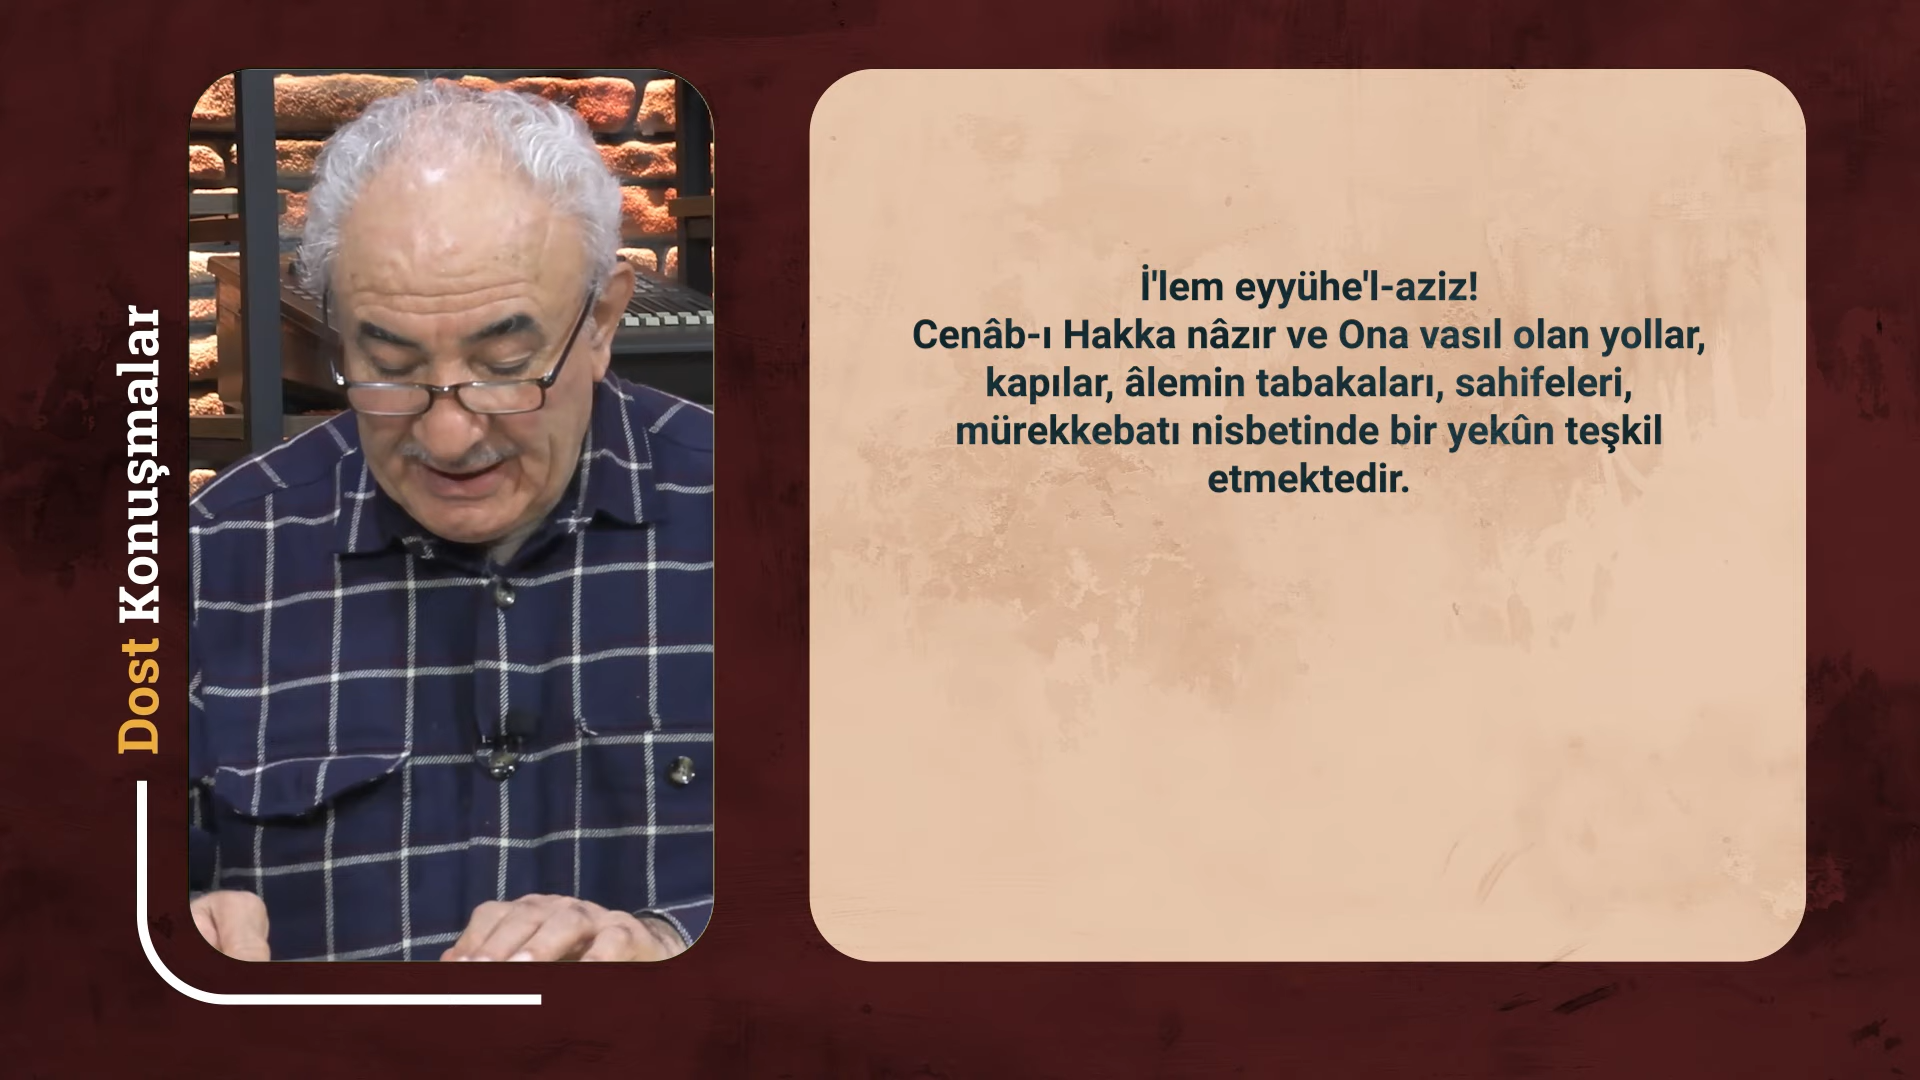 Dost Konuşmalar
İ'lem eyyühe'l-aziz!
Cenâb-ı Hakka nâzır ve Ona vasıl olan yollar,
kapılar, âlemin tabakaları, sahifeleri,
mürekkebatı nisbetinde bir yekûn teşkil
etmektedir.